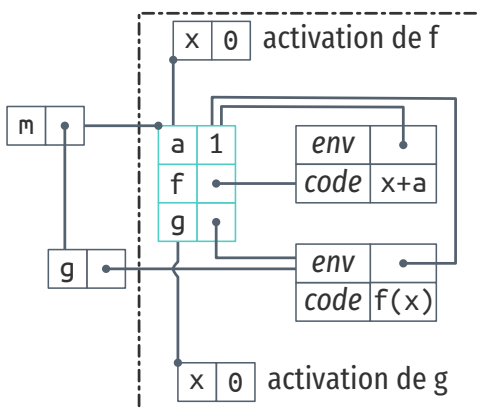 x 0 activation de f
m
a 1
f
g
env
code x+a
g
env
code f(x)
x 0 activation de g